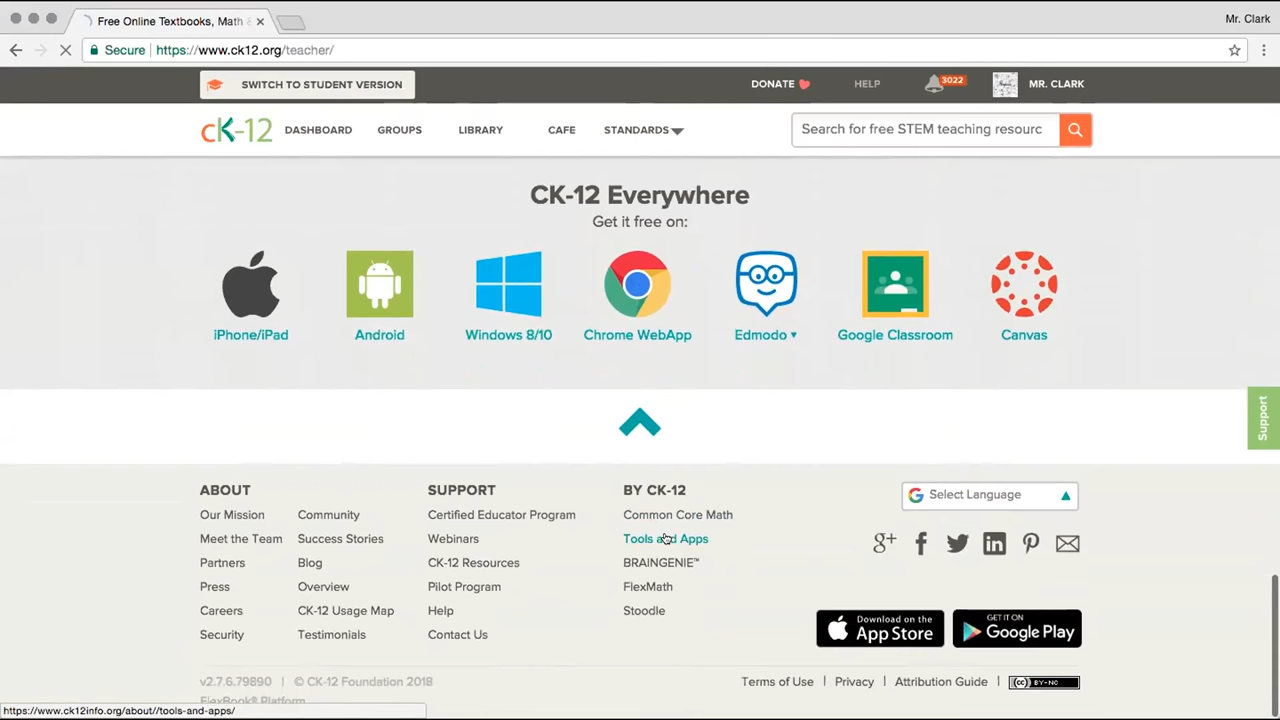 Free Online Textbooks, Math &
Mr. Clark
Secure https://www.ck12.org/teacher/
SWITCH TO STUDENT VERSION
DONATE
HELP
3022
MR. CLARK
cK-12
DASHBOARD
GROUPS
LIBRARY
CAFE
STANDARDS
Search for free STEM teaching resourc
CK-12 Everywhere
Get it free on:
iPhone/iPad
Android
Windows 8/10
Chrome WebApp
Edmodo
Google Classroom
Canvas
Support
ABOUT
Our Mission
Meet the Team
Partners
Press
Careers
Security
Community
Success Stories
Blog
Overview
CK-12 Usage Map
Testimonials
SUPPORT
Certified Educator Program
Webinars
CK-12 Resources
Pilot Program
Help
Contact Us
BY CK-12
Common Core Math
Tools and Apps
BRAINGENIE™
FlexMath
Stoodle
Select Language
g+
Download on the
App Store
GET IT ON
Google Play
v2.7.6.79890 | © CK-12 Foundation 2018
FlexBook® Platform
Terms of Use | Privacy | Attribution Guide |
cc BY-NC
https://www.ck12info.org/about//tools-and-apps/